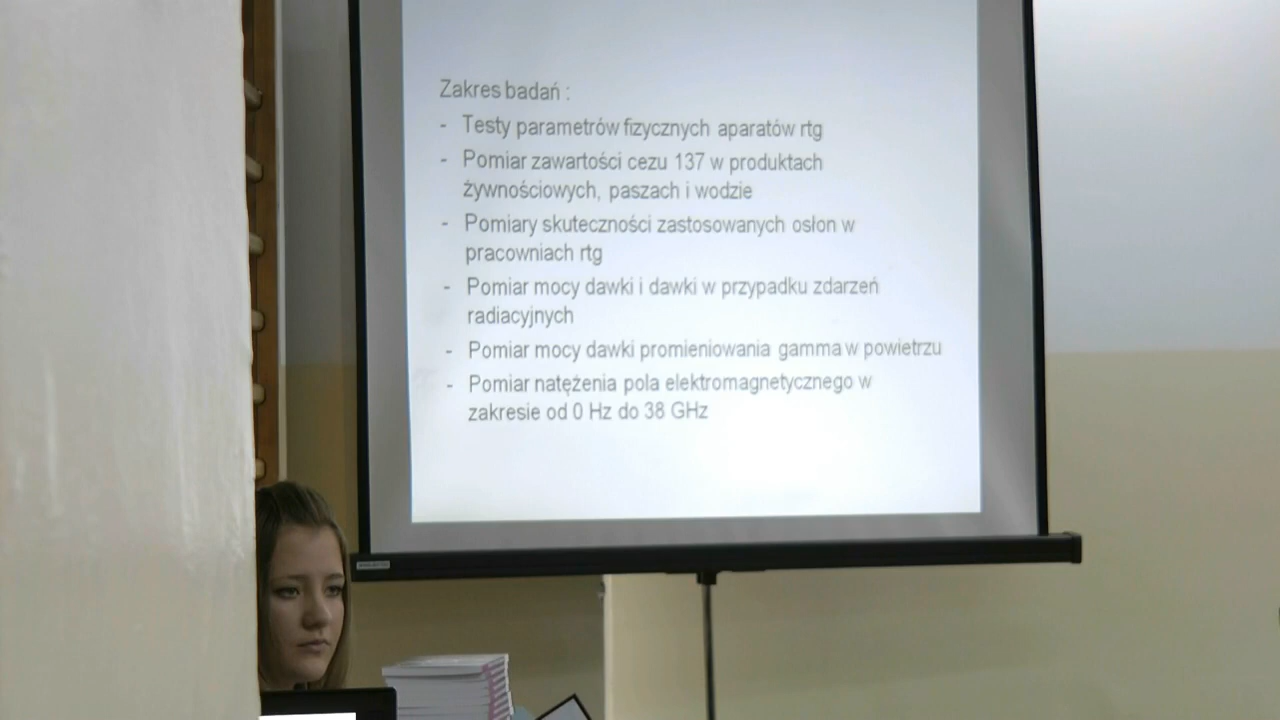 Zakres badań :
- Testy parametrów fizycznych aparatów rtg
- Pomiar zawartości cezu 137 w produktach
żywnościowych, paszach i wodzie
- Pomiary skuteczności zastosowanych osłon w
pracowniach rtg
- Pomiar mocy dawki i dawki w przypadku zdarzeń
radiacyjnych
- Pomiar mocy dawki promieniowania gamma w powietrzu
- Pomiar natężenia pola elektromagnetycznego w
zakresie od 0 Hz do 38 GHz